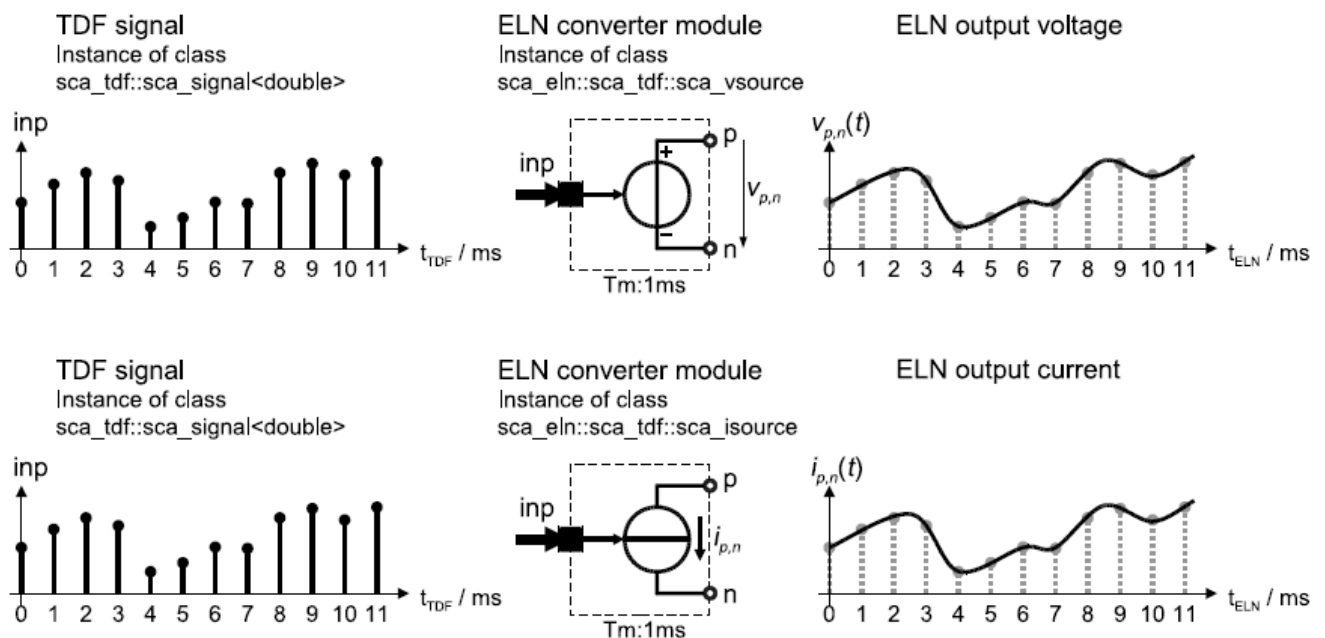 TDF signal
Instance of class
sca_tdf::sca_signal<double>
inp
0 1 2 3 4 5 6 7 8 9 10 11
t_TDF / ms
ELN converter module
Instance of class
sca_eln::sca_tdf::sca_vsource
inp
p
+
v_p,n
–
n
Tm:1ms
ELN output voltage
v_p,n(t)
0 1 2 3 4 5 6 7 8 9 10 11
t_ELN / ms
TDF signal
Instance of class
sca_tdf::sca_signal<double>
inp
0 1 2 3 4 5 6 7 8 9 10 11
t_TDF / ms
ELN converter module
Instance of class
sca_eln::sca_tdf::sca_isource
inp
p
i_p,n
n
Tm:1ms
ELN output current
i_p,n(t)
0 1 2 3 4 5 6 7 8 9 10 11
t_ELN / ms